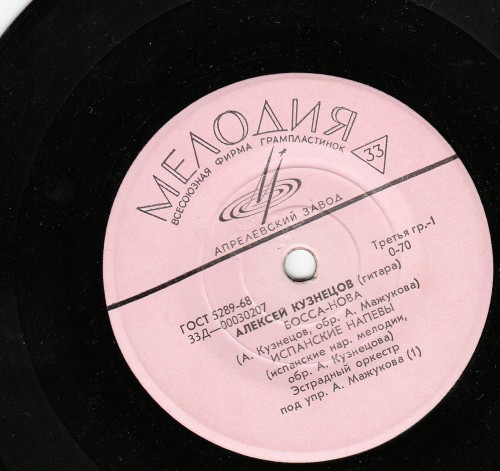 МЕЛОДИЯ
ВСЕСОЮЗНАЯ ФИРМА ГРАМПЛАСТИНОК
33
АПРЕЛЕВСКИЙ ЗАВОД
ГОСТ 5289-68
33Д—00030207
Третья гр.-1
0-70
АЛЕКСЕЙ КУЗНЕЦОВ (гитара)
БОССА-НОВА
(А. Кузнецов, обр. А. Мажукова)
ИСПАНСКИЕ НАПЕВЫ
(испанские нар. мелодии,
обр. А. Кузнецова)
Эстрадный оркестр
под упр. А. Мажукова (1)